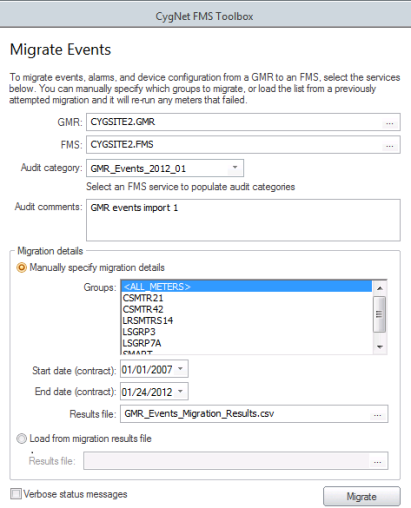 CygNet FMS Toolbox
Migrate Events
To migrate events, alarms, and device configuration from a GMR to an FMS, select the services
below. You can manually specify which groups to migrate, or load the list from a previously
attempted migration and it will re-run any meters that failed.
GMR: CYGSITE2.GMR ...
FMS: CYGSITE2.FMS ...
Audit category: GMR_Events_2012_01
Select an FMS service to populate audit categories
Audit comments: GMR events import 1
Migration details
Manually specify migration details
Groups: <ALL_METERS>
CSMTR21
CSMTR42
LRSMTRS14
LSGRP3
LSGRP7A
SMART
Start date (contract): 01/01/2007
End date (contract): 01/24/2012
Results file: GMR_Events_Migration_Results.csv ...
Load from migration results file
Results file: ...
Verbose status messages
Migrate